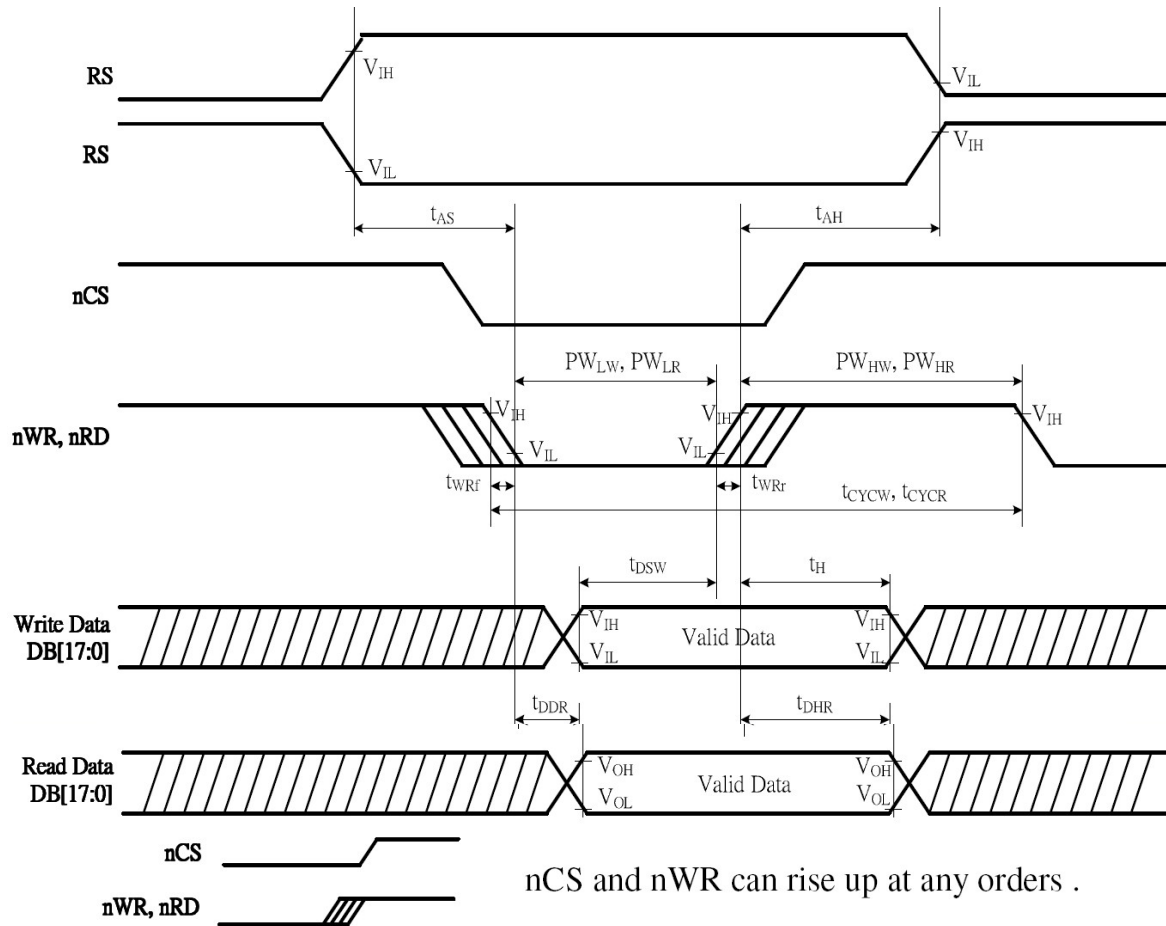 RS
V_IH
V_IL
RS
V_IL
V_IH
t_AS
t_AH
nCS
PW_LW, PW_LR
PW_HW, PW_HR
nWR, nRD
V_IH
V_IL
V_IH
V_IL
V_IH
t_WRf
t_WRr
t_CYCW, t_CYCR
t_DSW
t_H
Write Data
DB[17:0]
V_IH
V_IL
Valid Data
V_IH
V_IL
t_DDR
t_DHR
Read Data
DB[17:0]
V_OH
V_OL
Valid Data
V_OH
V_OL
nCS
nWR, nRD
nCS and nWR can rise up at any orders .